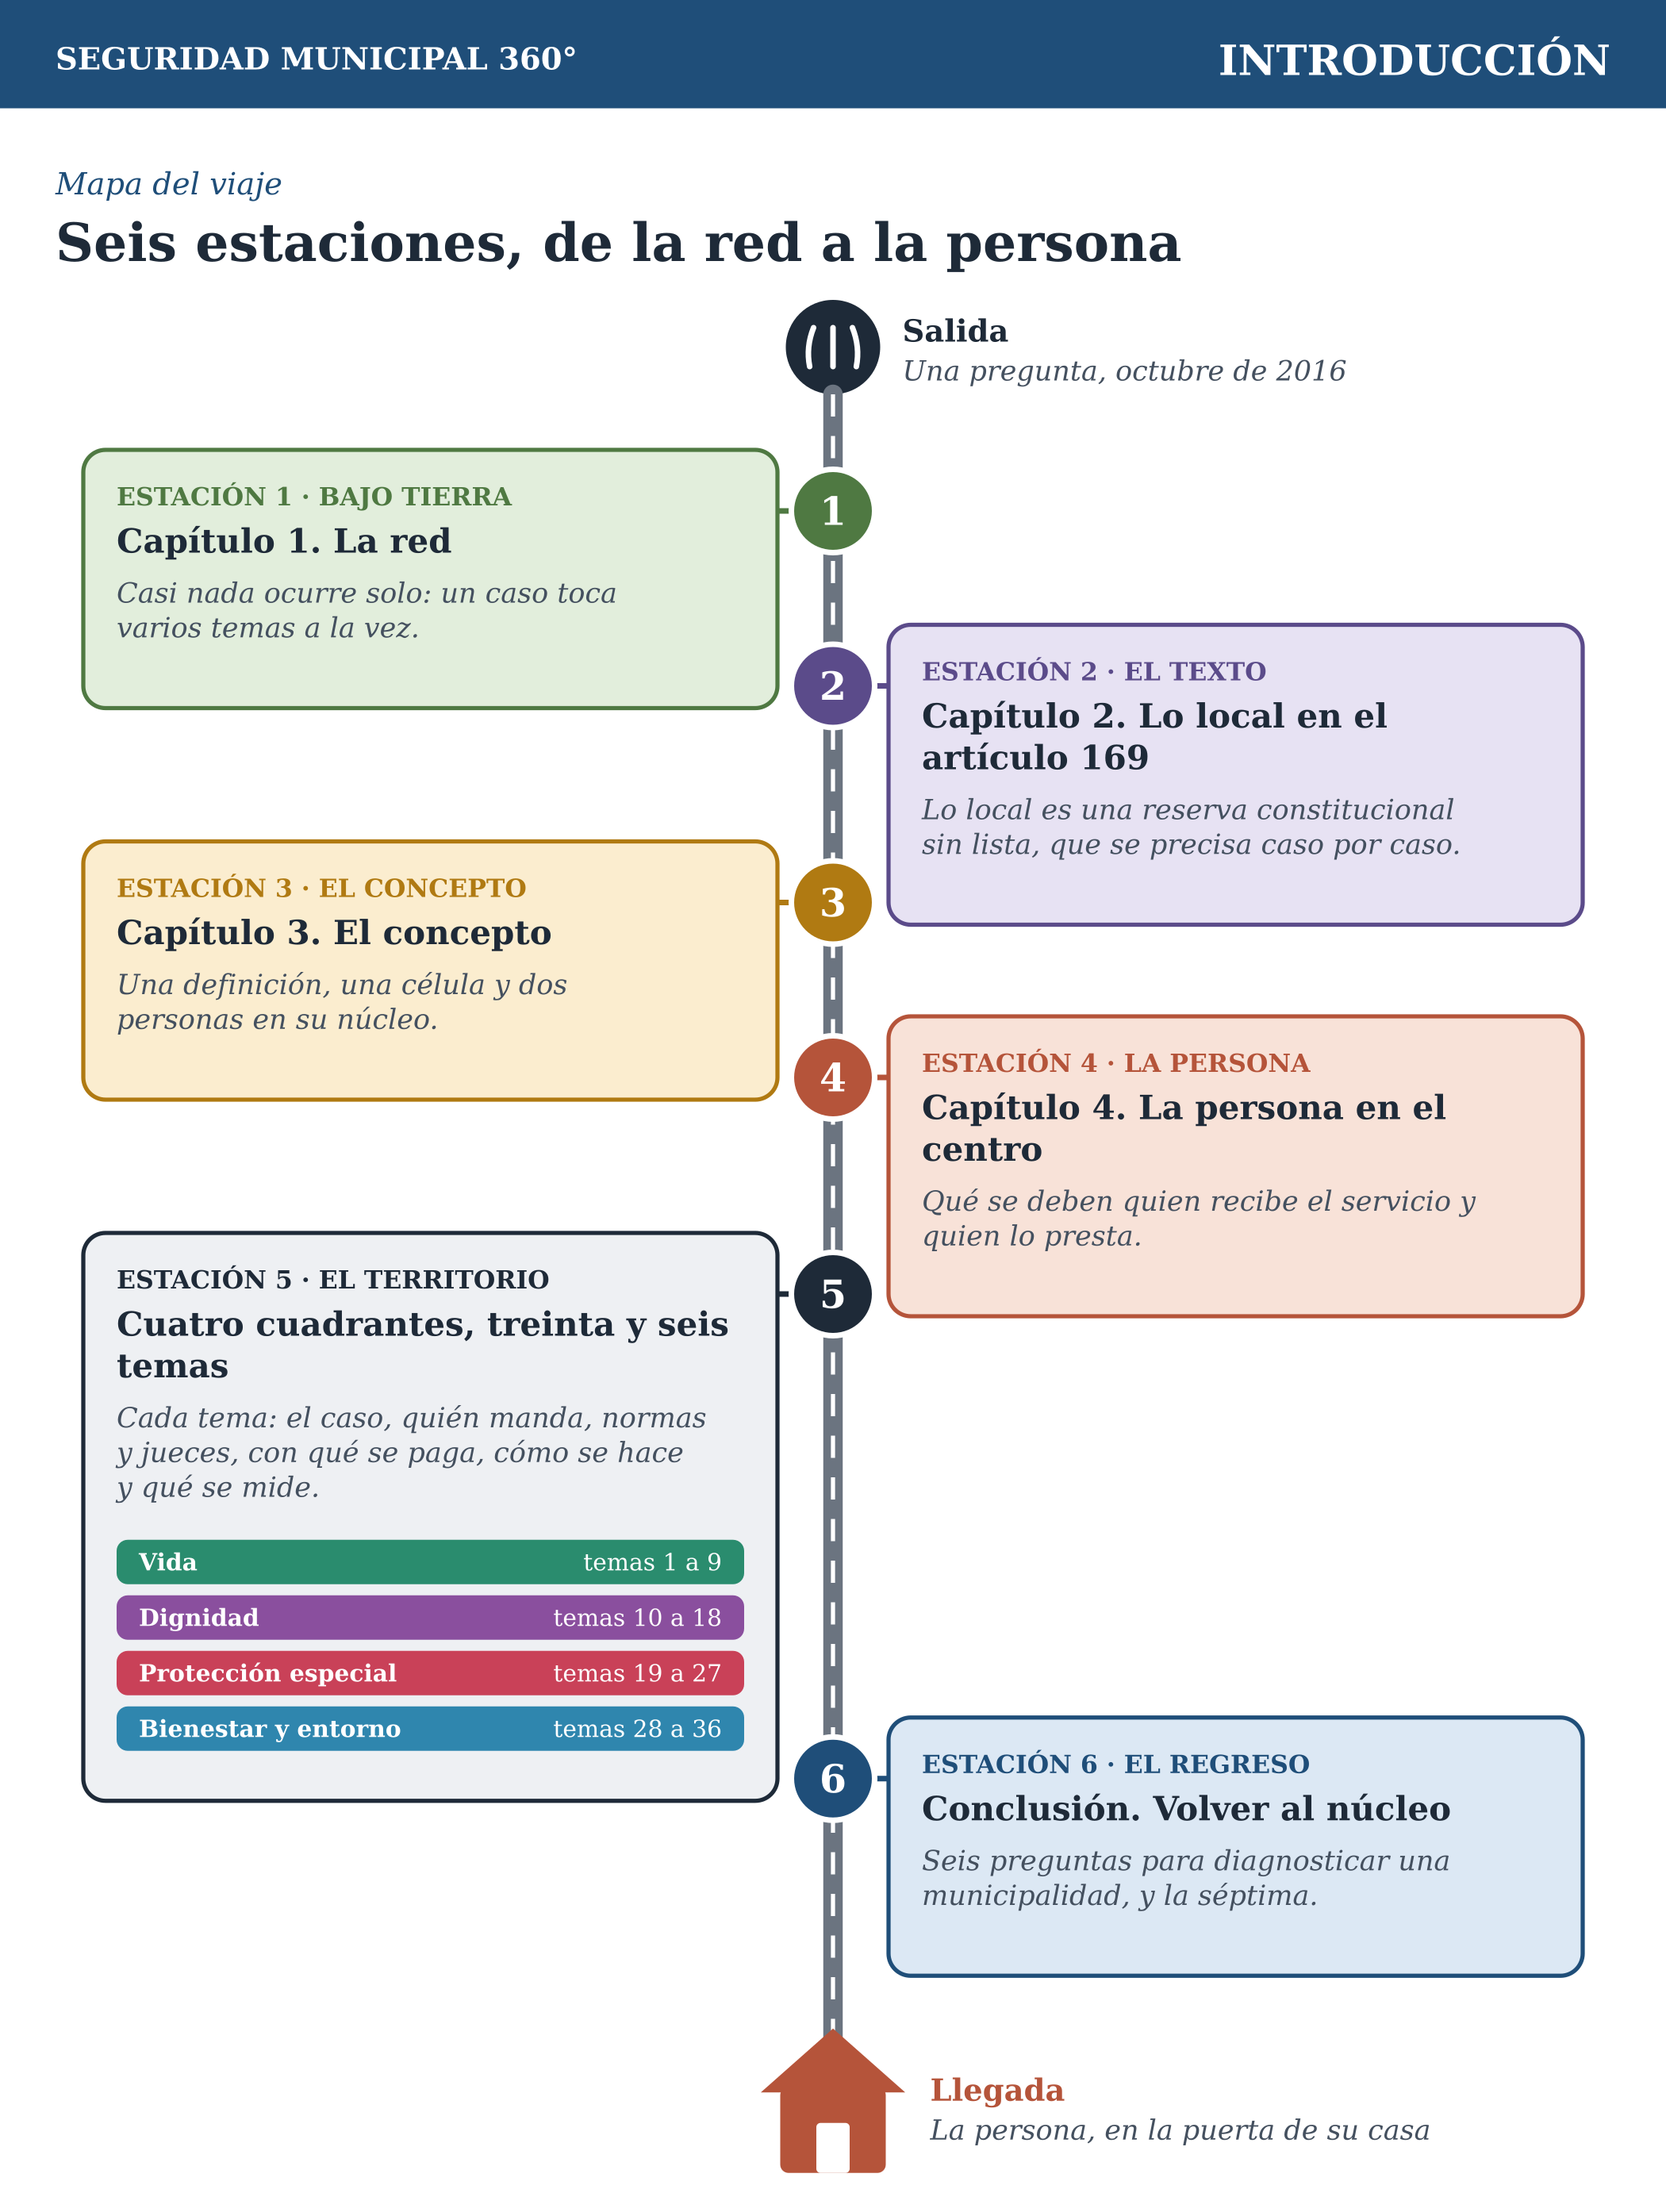 SEGURIDAD MUNICIPAL 360°
INTRODUCCIÓN
Mapa del viaje
Seis estaciones, de la red a la persona
Salida
Una pregunta, octubre de 2016
ESTACIÓN 1 · BAJO TIERRA
Capítulo 1. La red
Casi nada ocurre solo: un caso toca
varios temas a la vez.
1
2
ESTACIÓN 2 · EL TEXTO
Capítulo 2. Lo local en el
artículo 169
Lo local es una reserva constitucional
sin lista, que se precisa caso por caso.
ESTACIÓN 3 · EL CONCEPTO
Capítulo 3. El concepto
Una definición, una célula y dos
personas en su núcleo.
3
4
ESTACIÓN 4 · LA PERSONA
Capítulo 4. La persona en el
centro
Qué se deben quien recibe el servicio y
quien lo presta.
ESTACIÓN 5 · EL TERRITORIO
Cuatro cuadrantes, treinta y seis
temas
Cada tema: el caso, quién manda, normas
y jueces, con qué se paga, cómo se hace
y qué se mide.
Vida temas 1 a 9
Dignidad temas 10 a 18
Protección especial temas 19 a 27
Bienestar y entorno temas 28 a 36
5
6
ESTACIÓN 6 · EL REGRESO
Conclusión. Volver al núcleo
Seis preguntas para diagnosticar una
municipalidad, y la séptima.
Llegada
La persona, en la puerta de su casa